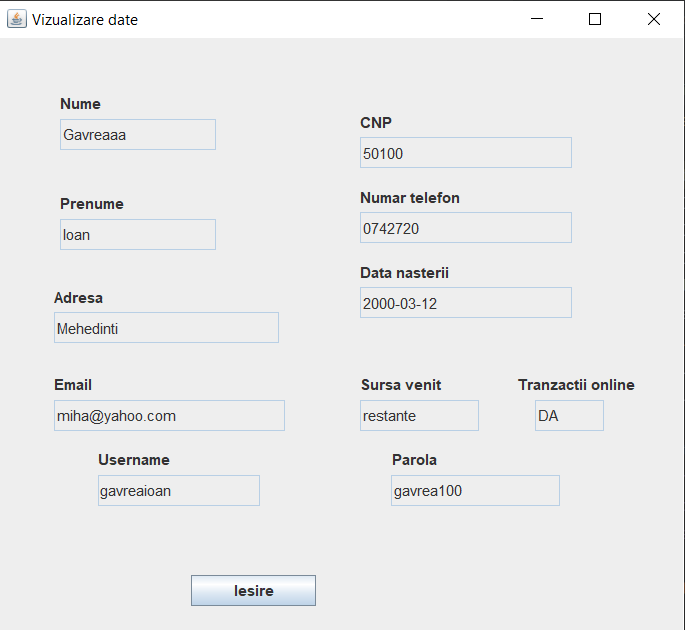 Vizualizare date
Nume
Gavreaaa
CNP
50100
Prenume
Ioan
Numar telefon
0742720
Data nasterii
2000-03-12
Adresa
Mehedinti
Email
miha@yahoo.com
Sursa venit
restante
Tranzactii online
DA
Username
gavreaioan
Parola
gavrea100
Iesire